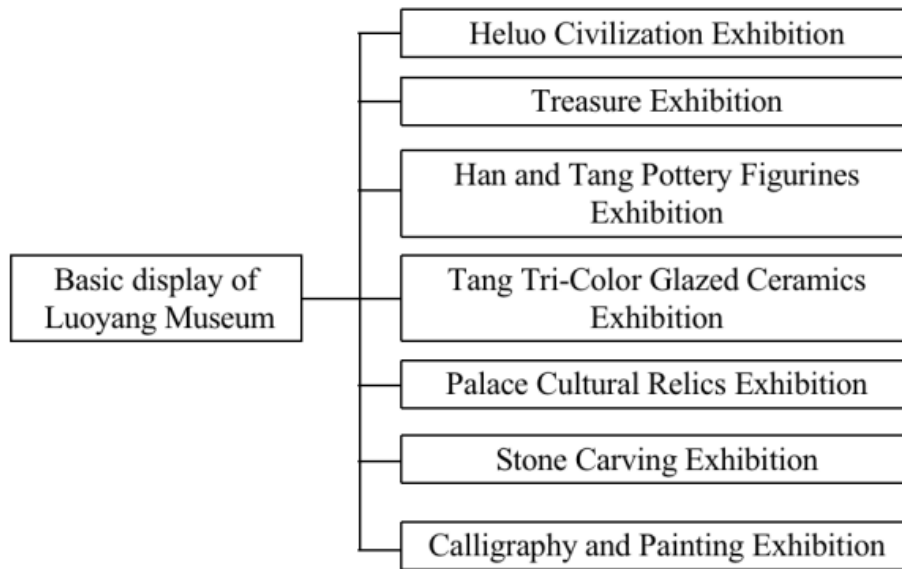 Heluo Civilization Exhibition
Treasure Exhibition
Han and Tang Pottery Figurines
Exhibition
Basic display of
Luoyang Museum
Tang Tri-Color Glazed Ceramics
Exhibition
Palace Cultural Relics Exhibition
Stone Carving Exhibition
Calligraphy and Painting Exhibition